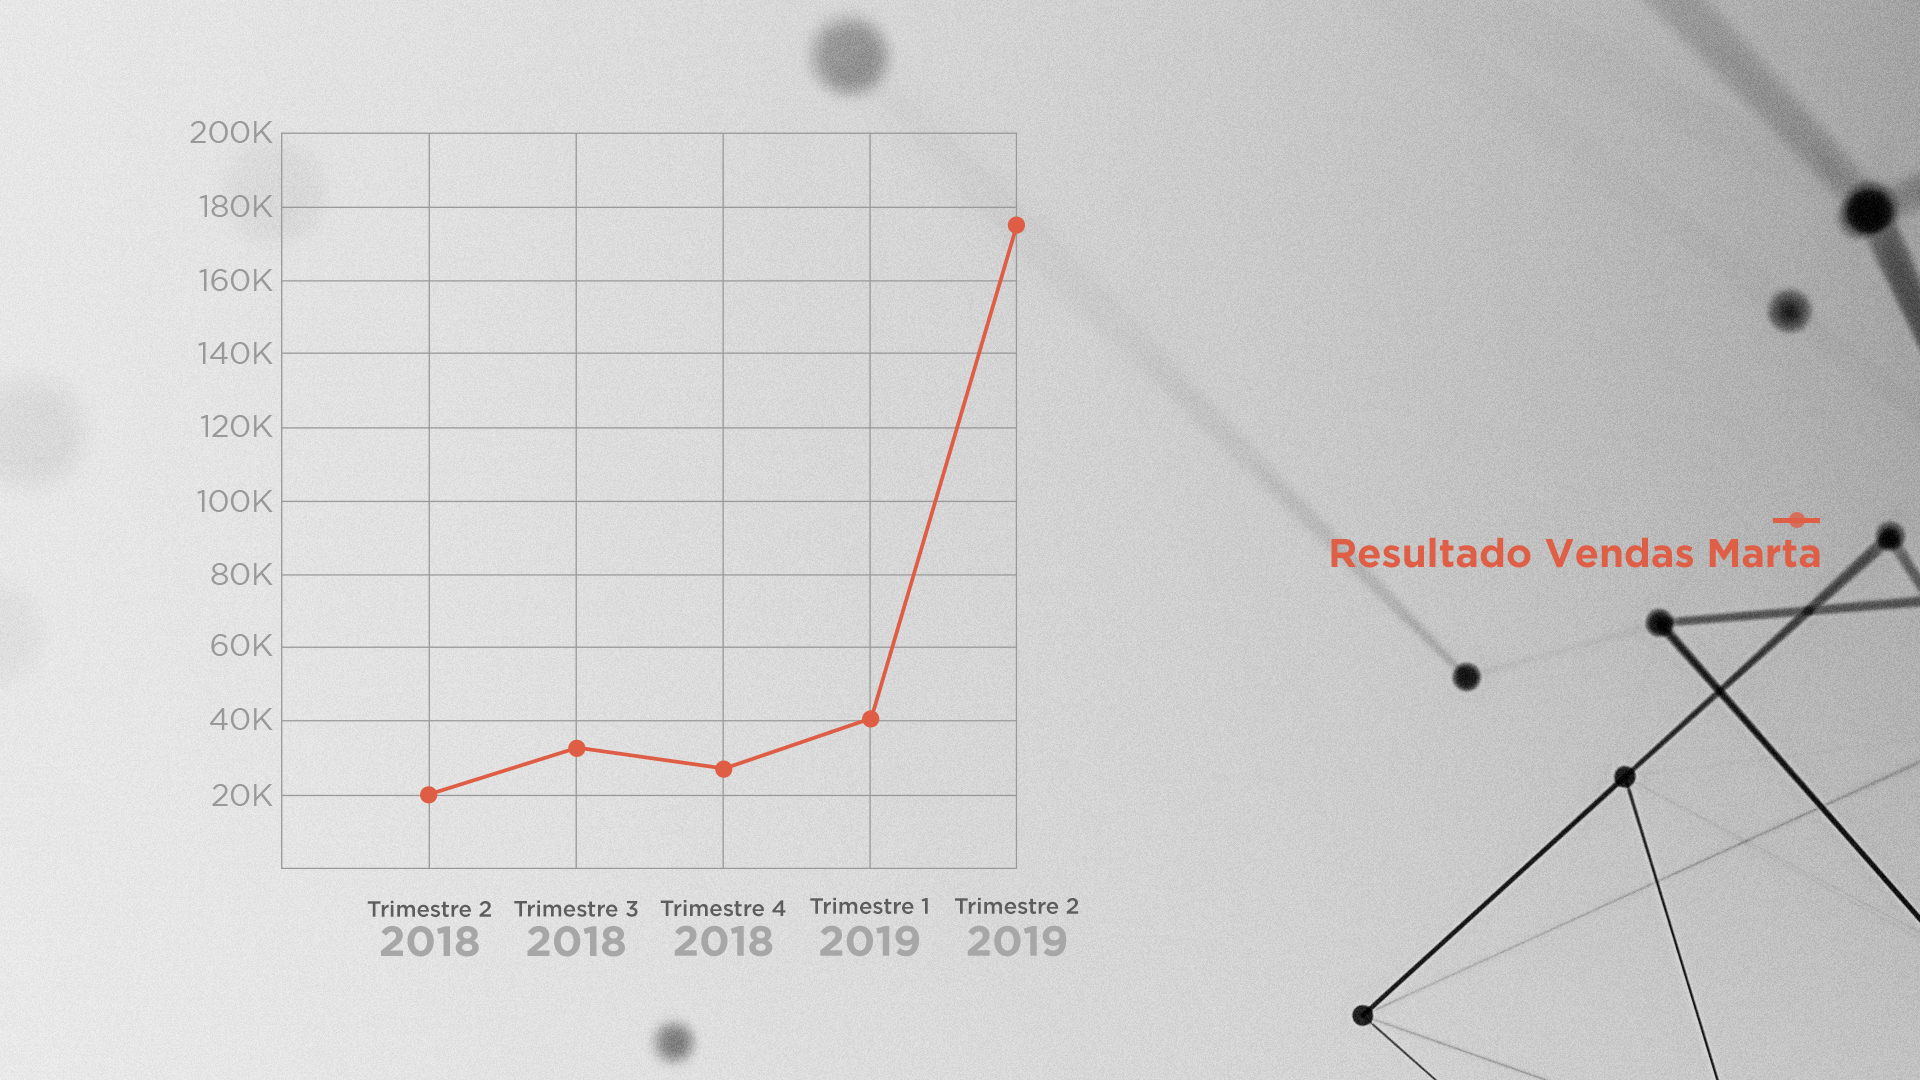 200K
180K
160K
140K
120K
100K
80K
60K
40K
20K
Trimestre 2 Trimestre 3 Trimestre 4 Trimestre 1 Trimestre 2
2018 2018 2018 2019 2019
Resultado Vendas Marta